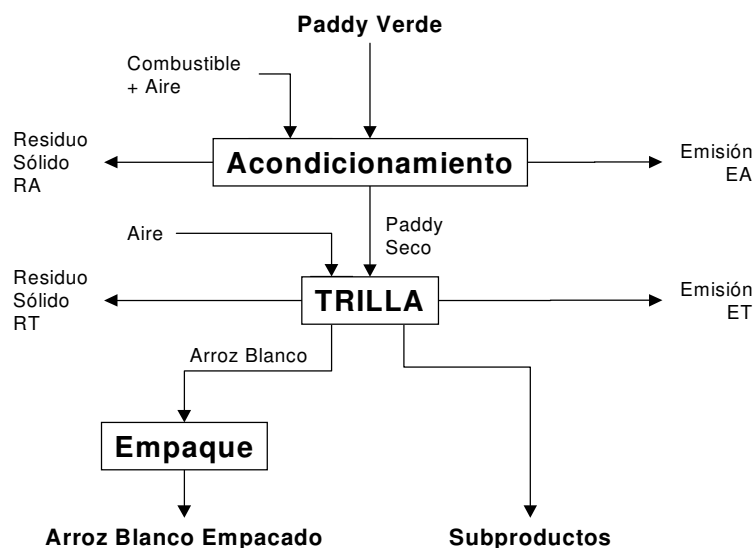 Paddy Verde
Combustible
+ Aire
Residuo
Sólido
RA
Acondicionamiento
Emisión
EA
Aire
Paddy
Seco
Residuo
Sólido
RT
TRILLA
Emisión
ET
Arroz Blanco
Empaque
Arroz Blanco Empacado
Subproductos